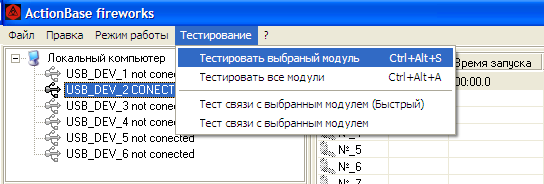 ActionBase fireworks
Файл Правка Режим работы Тестирование ?
Локальный компьютер
USB_DEV_1 not conected
USB_DEV_2 CONECT
USB_DEV_3 not conected
USB_DEV_4 not conected
USB_DEV_5 not conected
USB_DEV_6 not conected
Тестировать выбраный модуль Ctrl+Alt+S
Тестировать все модули Ctrl+Alt+A
Тест связи с выбранным модулем (Быстрый)
Тест связи с выбранным модулем
Время запуска
00:00.0
№_5
№_6
№_7